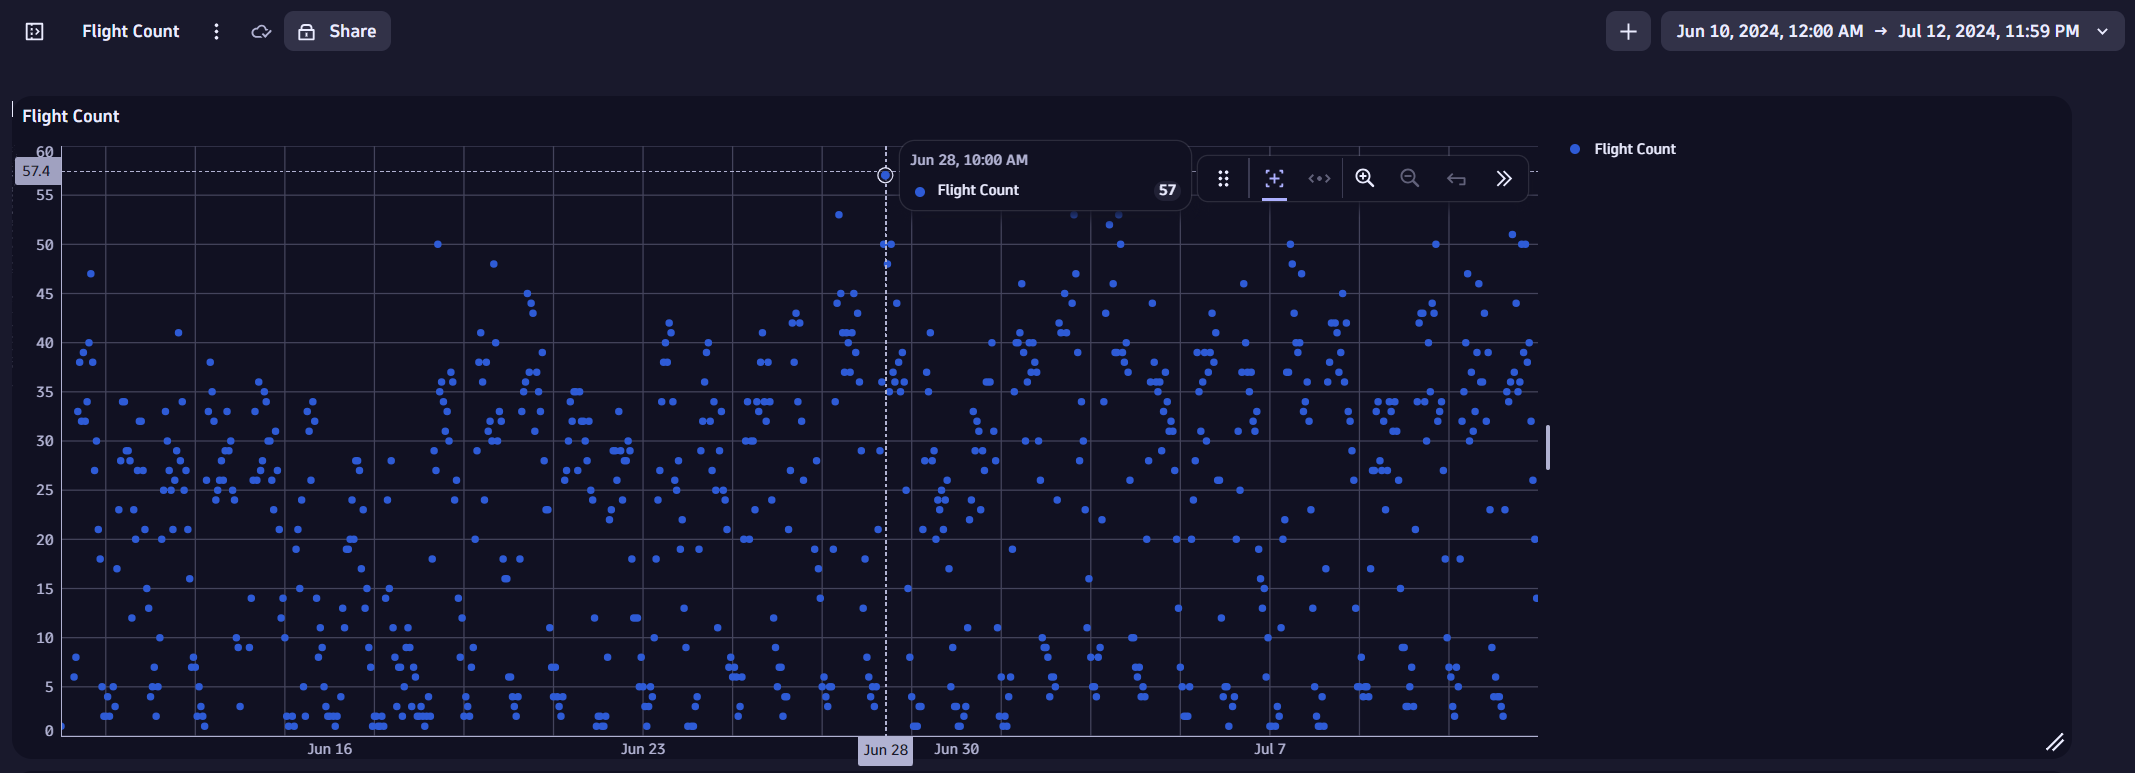 Flight Count
Share
Jun 10, 2024, 12:00 AM → Jul 12, 2024, 11:59 PM
Flight Count
60
57.4
55
50
45
40
35
30
25
20
15
10
5
0
Jun 28, 10:00 AM
Flight Count 57
Flight Count
Jun 16
Jun 23
Jun 28
Jun 30
Jul 7